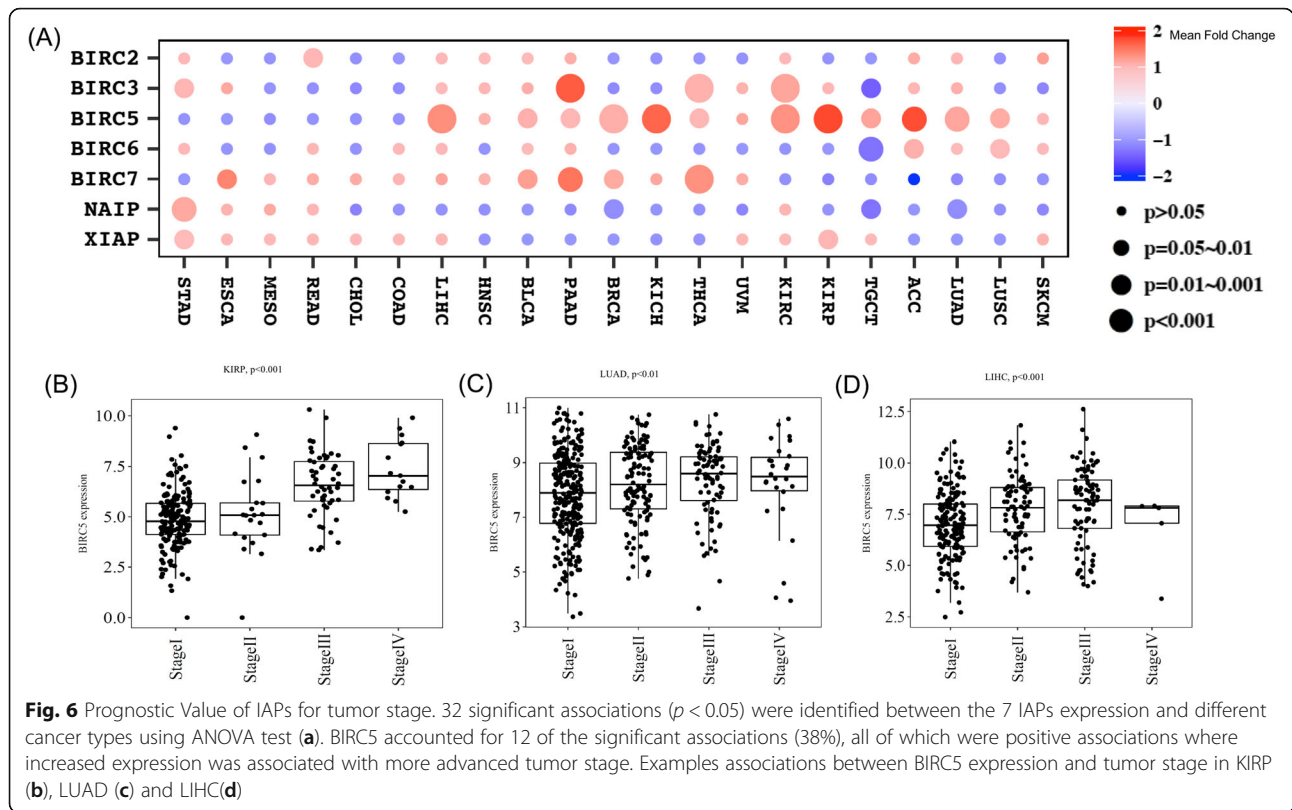 (A)
BIRC2
BIRC3
BIRC5
BIRC6
BIRC7
NAIP
XIAP
STAD ESCA MESO READ CHOL COAD LIHC HNSC BLCA PAAD BRCA KICH THCA UVM KIRC KIRP TGCT ACC LUAD LUSC SKCM
2 Mean Fold Change
1
0
−1
−2
p>0.05
p=0.05~0.01
p=0.01~0.001
p<0.001
(B)
KIRP, p<0.001
BIRC5 expression
10.0
7.5
5.0
2.5
0.0
StageI StageII StageIII StageIV
(C)
LUAD, p<0.01
BIRC5 expression
11
9
7
5
3
StageI StageII StageIII StageIV
(D)
LIHC, p<0.001
BIRC5 expression
12.5
10.0
7.5
5.0
2.5
StageI StageII StageIII StageIV
Fig. 6 Prognostic Value of IAPs for tumor stage. 32 significant associations (p < 0.05) were identified between the 7 IAPs expression and different
cancer types using ANOVA test (a). BIRC5 accounted for 12 of the significant associations (38%), all of which were positive associations where
increased expression was associated with more advanced tumor stage. Examples associations between BIRC5 expression and tumor stage in KIRP
(b), LUAD (c) and LIHC(d)